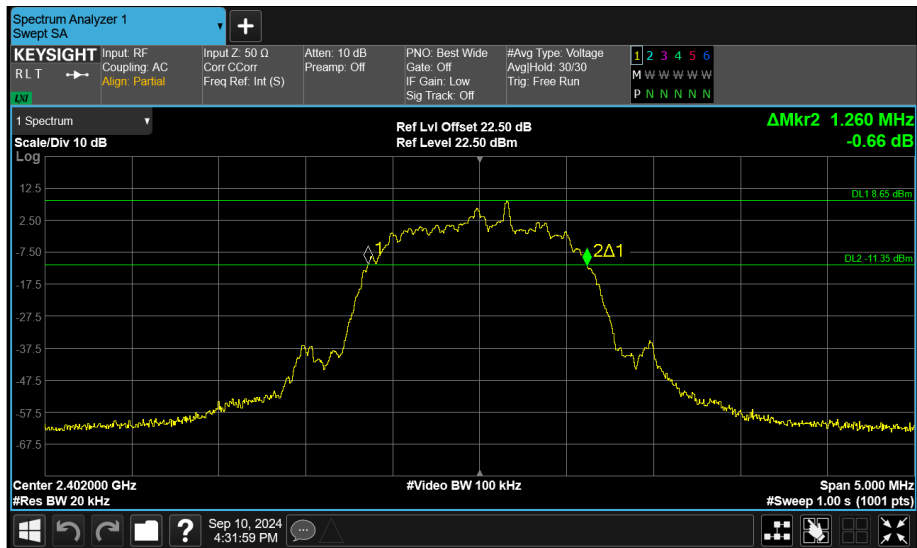 Spectrum Analyzer 1
Swept SA
KEYSIGHT
RLT
LXI
Input: RF
Coupling: AC
Align: Partial
Input Z: 50 Ω
Corr CCorr
Freq Ref: Int (S)
Atten: 10 dB
Preamp: Off
PNO: Best Wide
Gate: Off
IF Gain: Low
Sig Track: Off
#Avg Type: Voltage
Avg|Hold: 30/30
Trig: Free Run
1 2 3 4 5 6
M W W W W W
P N N N N N
1 Spectrum
Scale/Div 10 dB
Ref Lvl Offset 22.50 dB
Ref Level 22.50 dBm
ΔMkr2 1.260 MHz
-0.66 dB
Log
12.5
2.50
-7.50
-17.5
-27.5
-37.5
-47.5
-57.5
-67.5
DL1 8.65 dBm
1
2Δ1
DL2 -11.35 dBm
Center 2.402000 GHz
#Res BW 20 kHz
#Video BW 100 kHz
Span 5.000 MHz
#Sweep 1.00 s (1001 pts)
?
Sep 10, 2024
4:31:59 PM